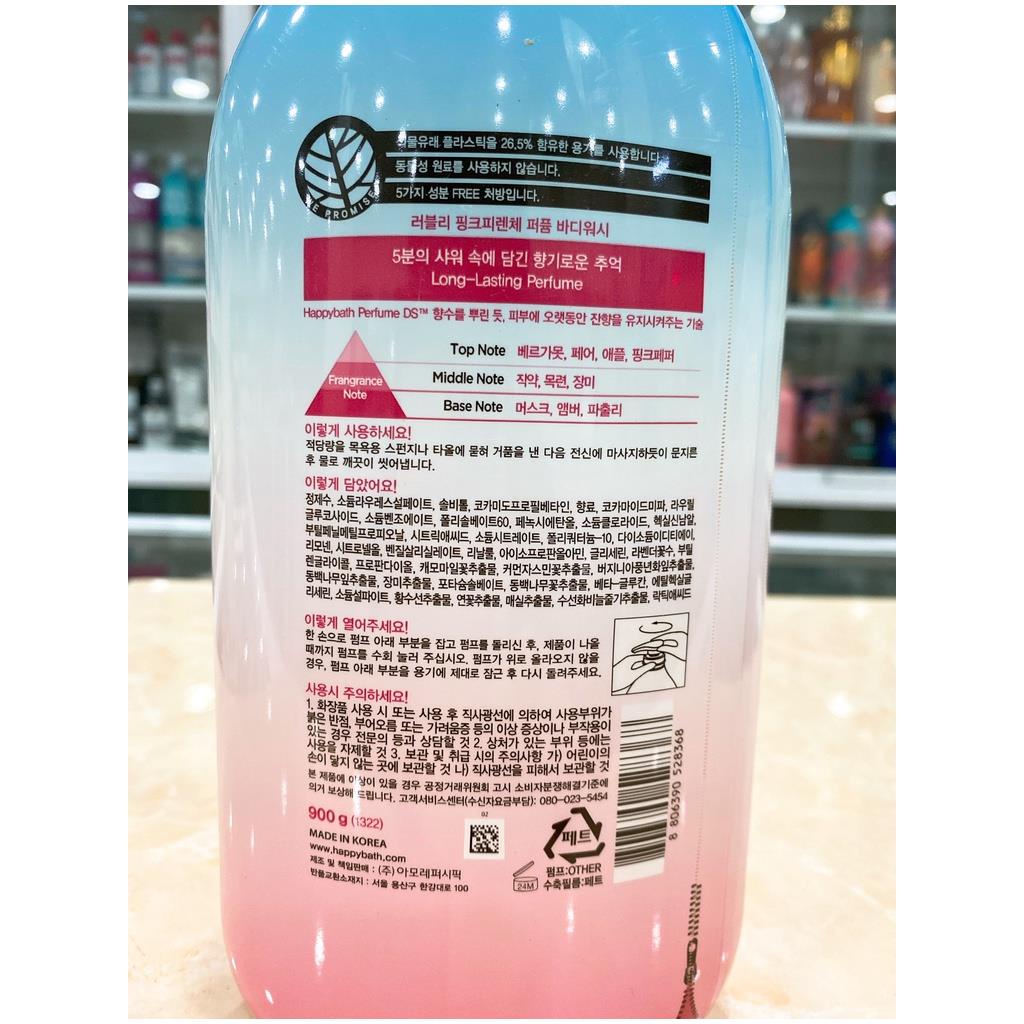 식물유래 플라스틱을 26.5% 함유한 용기를 사용합니다.
동물성 원료를 사용하지 않습니다.
5가지 성분 FREE 처방입니다.
WE PROMISE
러블리 핑크피렌체 퍼퓸 바디워시
5분의 샤워 속에 담긴 향기로운 추억
Long-Lasting Perfume
Happybath Perfume DS™ 향수를 뿌린 듯, 피부에 오랫동안 잔향을 유지시켜주는 기술
Frangrance
Note
Top Note 베르가못, 페어, 애플, 핑크페퍼
Middle Note 작약, 목련, 장미
Base Note 머스크, 앰버, 파출리
이렇게 사용하세요!
적당량을 목욕용 스펀지나 타올에 묻혀 거품을 낸 다음 전신에 마사지하듯이 문지른
후 물로 깨끗이 씻어냅니다.
이렇게 담았어요!
정제수, 소듐라우레스설페이트, 솔비톨, 코카미도프로필베타인, 향료, 코카마이드미파, 라우릴
글루코사이드, 소듐벤조에이트, 폴리솔베이트60, 페녹시에탄올, 소듐클로라이드, 헥실신남알,
부틸페닐메틸프로피오날, 시트릭애씨드, 소듐시트레이트, 폴리쿼터늄-10, 다이소듐이디티에이,
리모넨, 시트로넬올, 벤질살리실레이트, 리날룰, 아이소프로판올아민, 글리세린, 라벤더꽃수, 부틸
렌글라이콜, 프로판다이올, 캐모마일꽃추출물, 커먼자스민꽃추출물, 버지니아풍년화잎추출물,
동백나무잎추출물, 장미추출물, 포타슘솔베이트, 동백나무꽃추출물, 베타-글루칸, 에틸헥실글
리세린, 소듐설파이트, 황수선추출물, 연꽃추출물, 매실추출물, 수선화비늘줄기추출물, 락틱애씨드
이렇게 열어주세요!
한 손으로 펌프 아래 부분을 잡고 펌프를 돌리신 후, 제품이 나올
때까지 펌프를 수회 눌러 주십시오. 펌프가 위로 올라오지 않을
경우, 펌프 아래 부분을 용기에 제대로 잠근 후 다시 돌려주세요.
사용시 주의하세요!
1. 화장품 사용 시 또는 사용 후 직사광선에 의하여 사용부위가
붉은 반점, 부어오름 또는 가려움증 등의 이상 증상이나 부작용이
있는 경우 전문의 등과 상담할 것 2. 상처가 있는 부위 등에는
사용을 자제할 것 3. 보관 및 취급 시의 주의사항 가) 어린이의
손이 닿지 않는 곳에 보관할 것 나) 직사광선을 피해서 보관할 것
본 제품에 이상이 있을 경우 공정거래위원회 고시 소비자분쟁해결기준에
의거 보상해 드립니다. 고객서비스센터(수신자요금부담): 080-023-5454
900 g (1322)
MADE IN KOREA
www.happybath.com
제조 및 책임판매 : (주) 아모레퍼시픽
반품교환소재지 : 서울 용산구 한강대로 100
02
24M
페트
펌프:OTHER
수축필름:페트
8 806390 528368